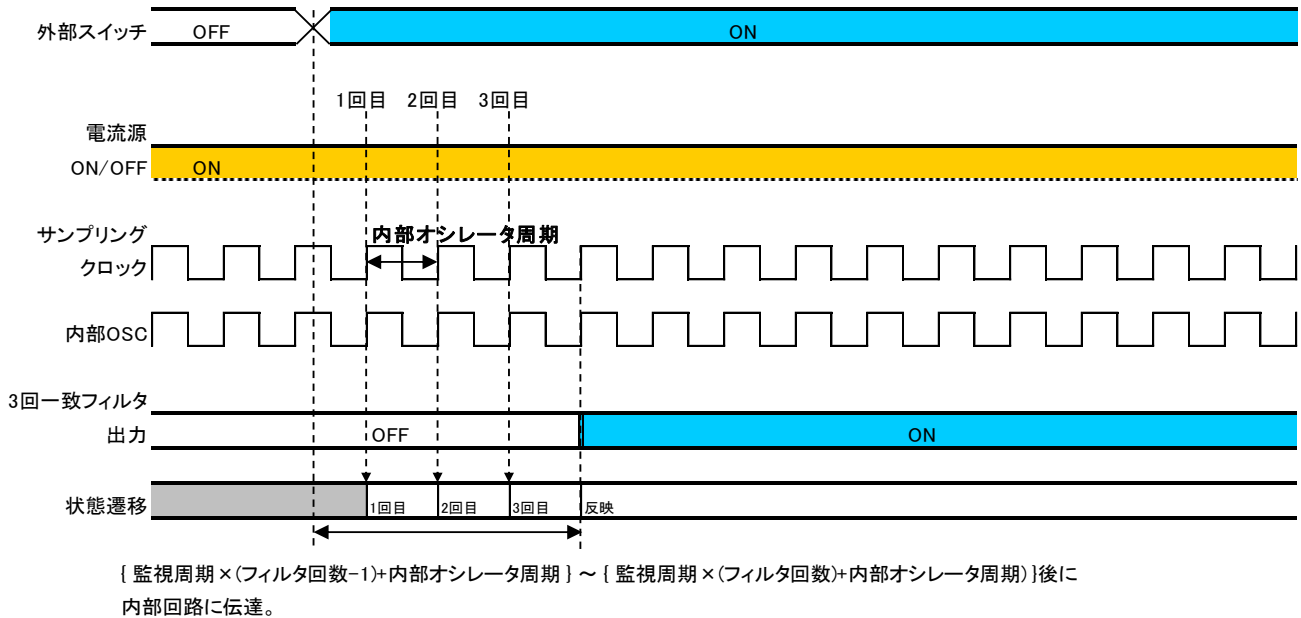 外部スイッチ OFF ON
1回目 2回目 3回目
電流源
ON/OFF ON
サンプリング
クロック
内部オシレータ周期
内部OSC
3回一致フィルタ
出力 OFF ON
状態遷移 1回目 2回目 3回目 反映
{ 監視周期×(フィルタ回数-1)+内部オシレータ周期 } ～ { 監視周期×(フィルタ回数)+内部オシレータ周期) }後に
内部回路に伝達。